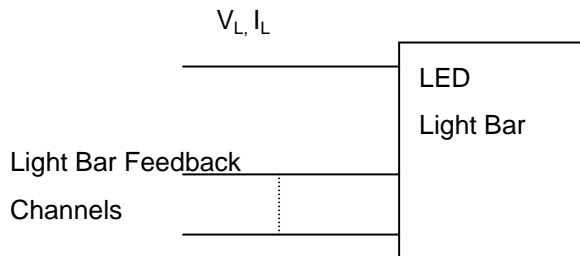 V_L, I_L
LED
Light Bar
Light Bar Feedback
Channels